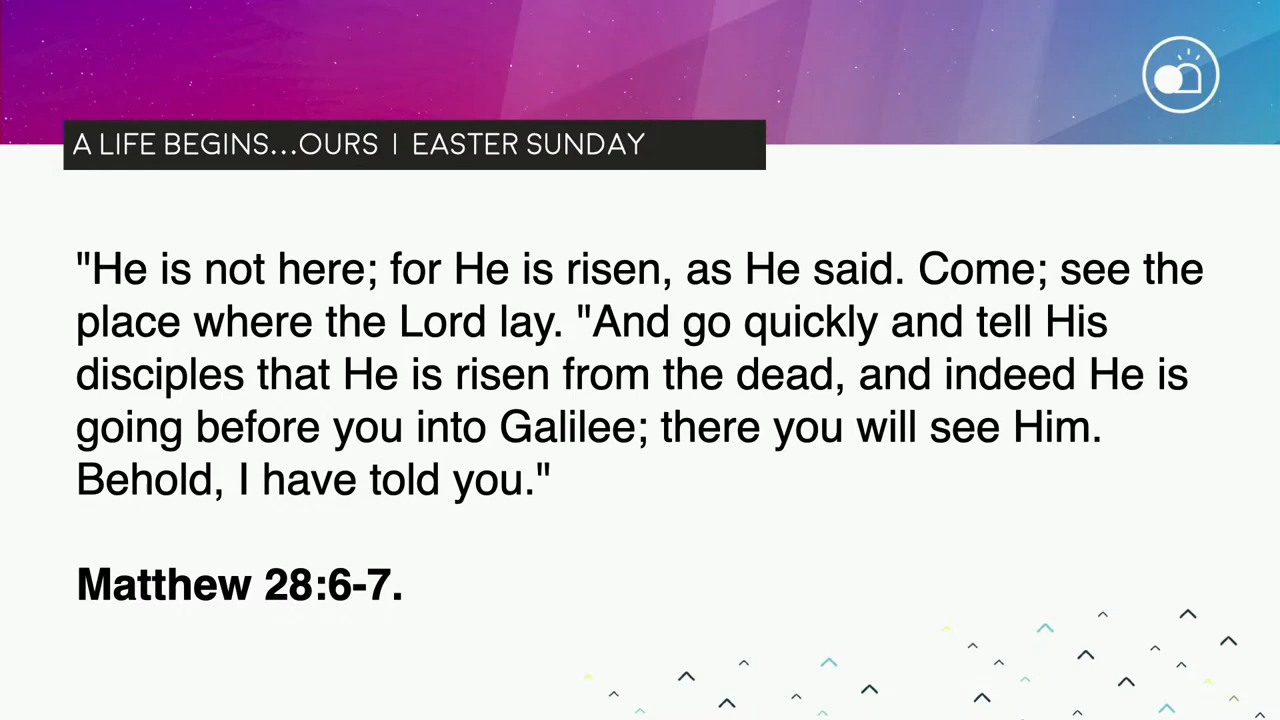 A LIFE BEGINS...OURS | EASTER SUNDAY
"He is not here; for He is risen, as He said. Come; see the
place where the Lord lay. "And go quickly and tell His
disciples that He is risen from the dead, and indeed He is
going before you into Galilee; there you will see Him.
Behold, I have told you."
Matthew 28:6-7.